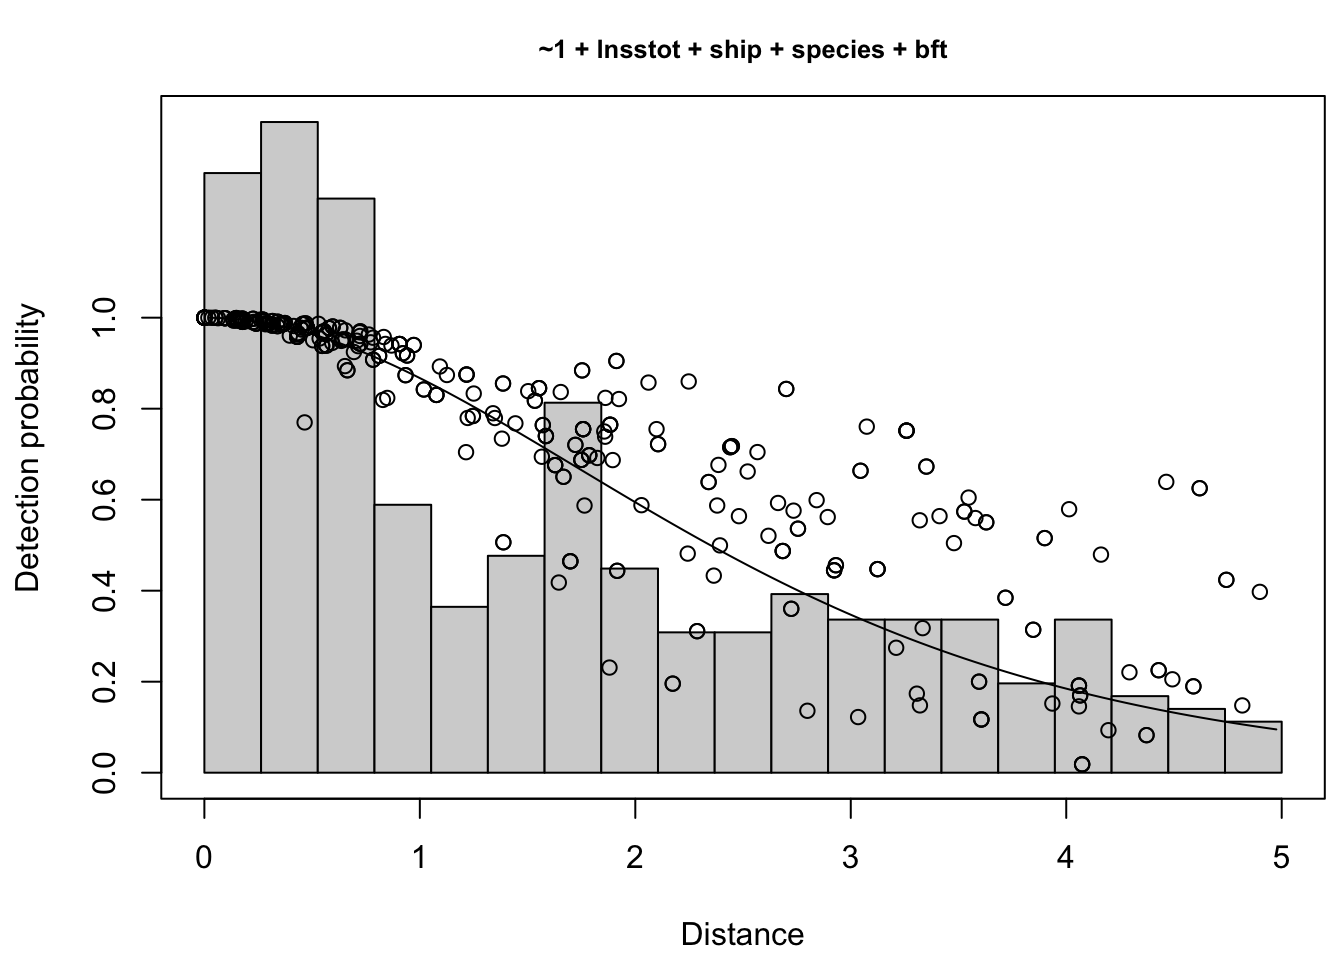 ~1 + lnsstot + ship + species + bft
Detection probability
1.0
0.8
0.6
0.4
0.2
0.0
0 1 2 3 4 5
Distance